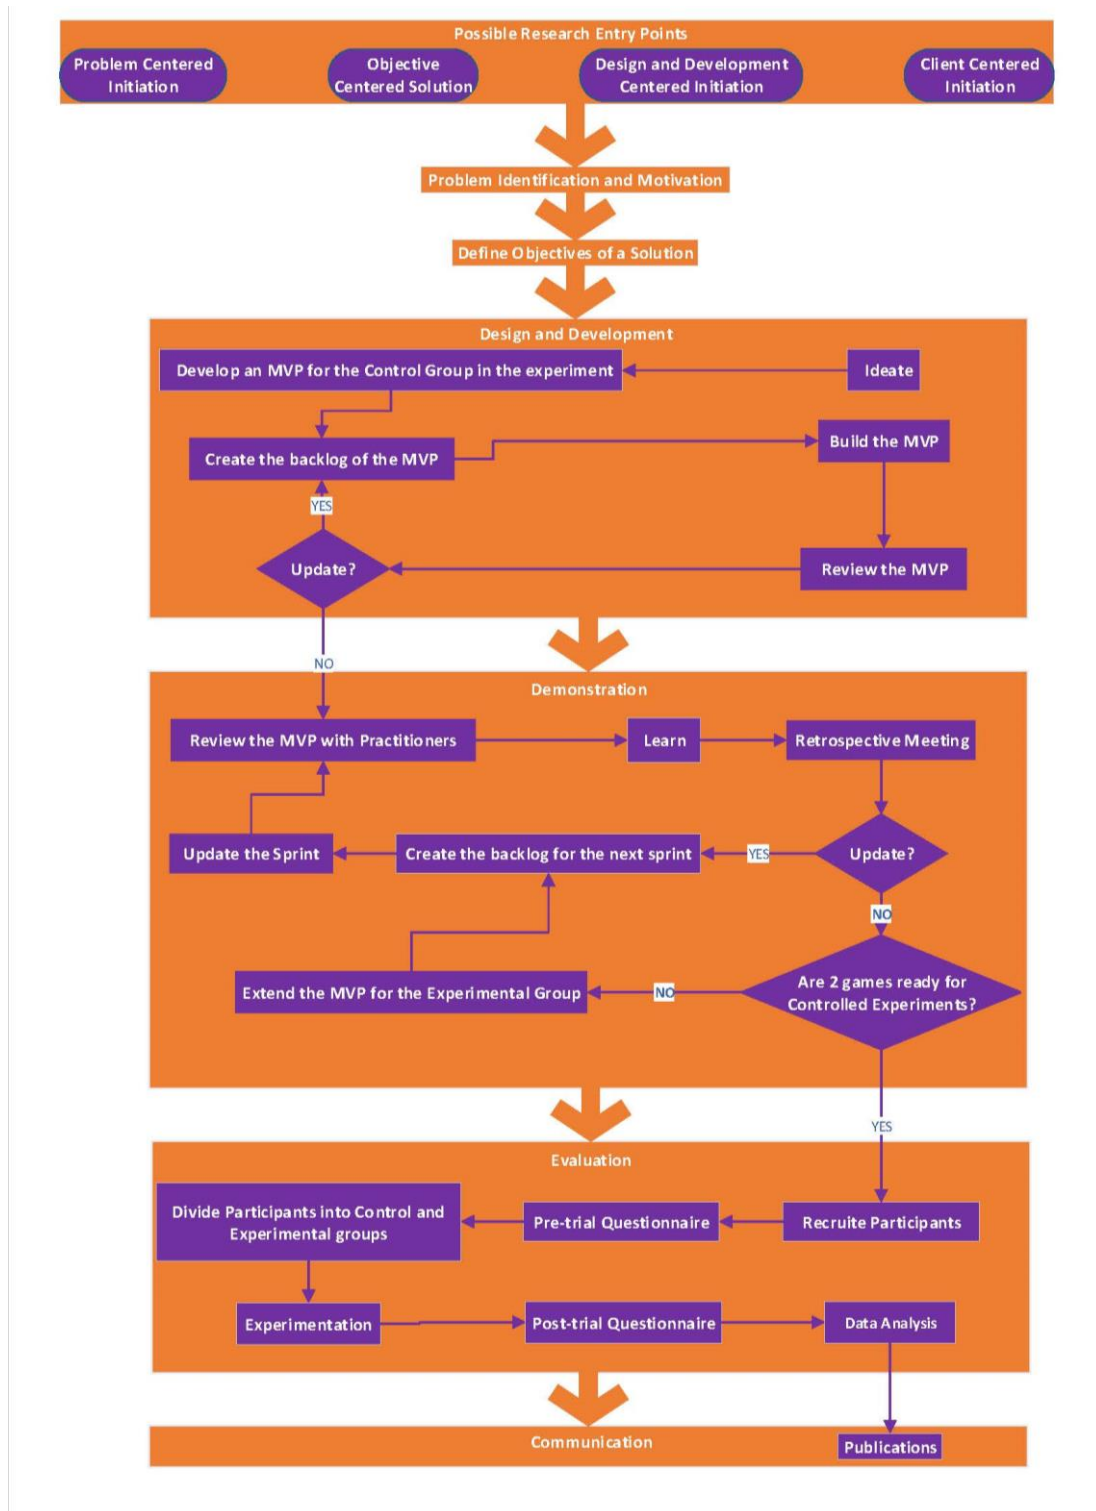 Possible Research Entry Points
Problem Centered
Initiation
Objective
Centered Solution
Design and Development
Centered Initiation
Client Centered
Initiation
Problem Identification and Motivation
Define Objectives of a Solution
Design and Development
Develop an MVP for the Control Group in the experiment
Ideate
Create the backlog of the MVP
Build the MVP
YES
Update?
Review the MVP
NO
Demonstration
Review the MVP with Practitioners
Learn
Retrospective Meeting
Update the Sprint
Create the backlog for the next sprint
YES
Update?
NO
Extend the MVP for the Experimental Group
NO
Are 2 games ready for
Controlled Experiments?
YES
Evaluation
Divide Participants into Control and
Experimental groups
Pre-trial Questionnaire
Recruite Participants
Experimentation
Post-trial Questionnaire
Data Analysis
Communication
Publications